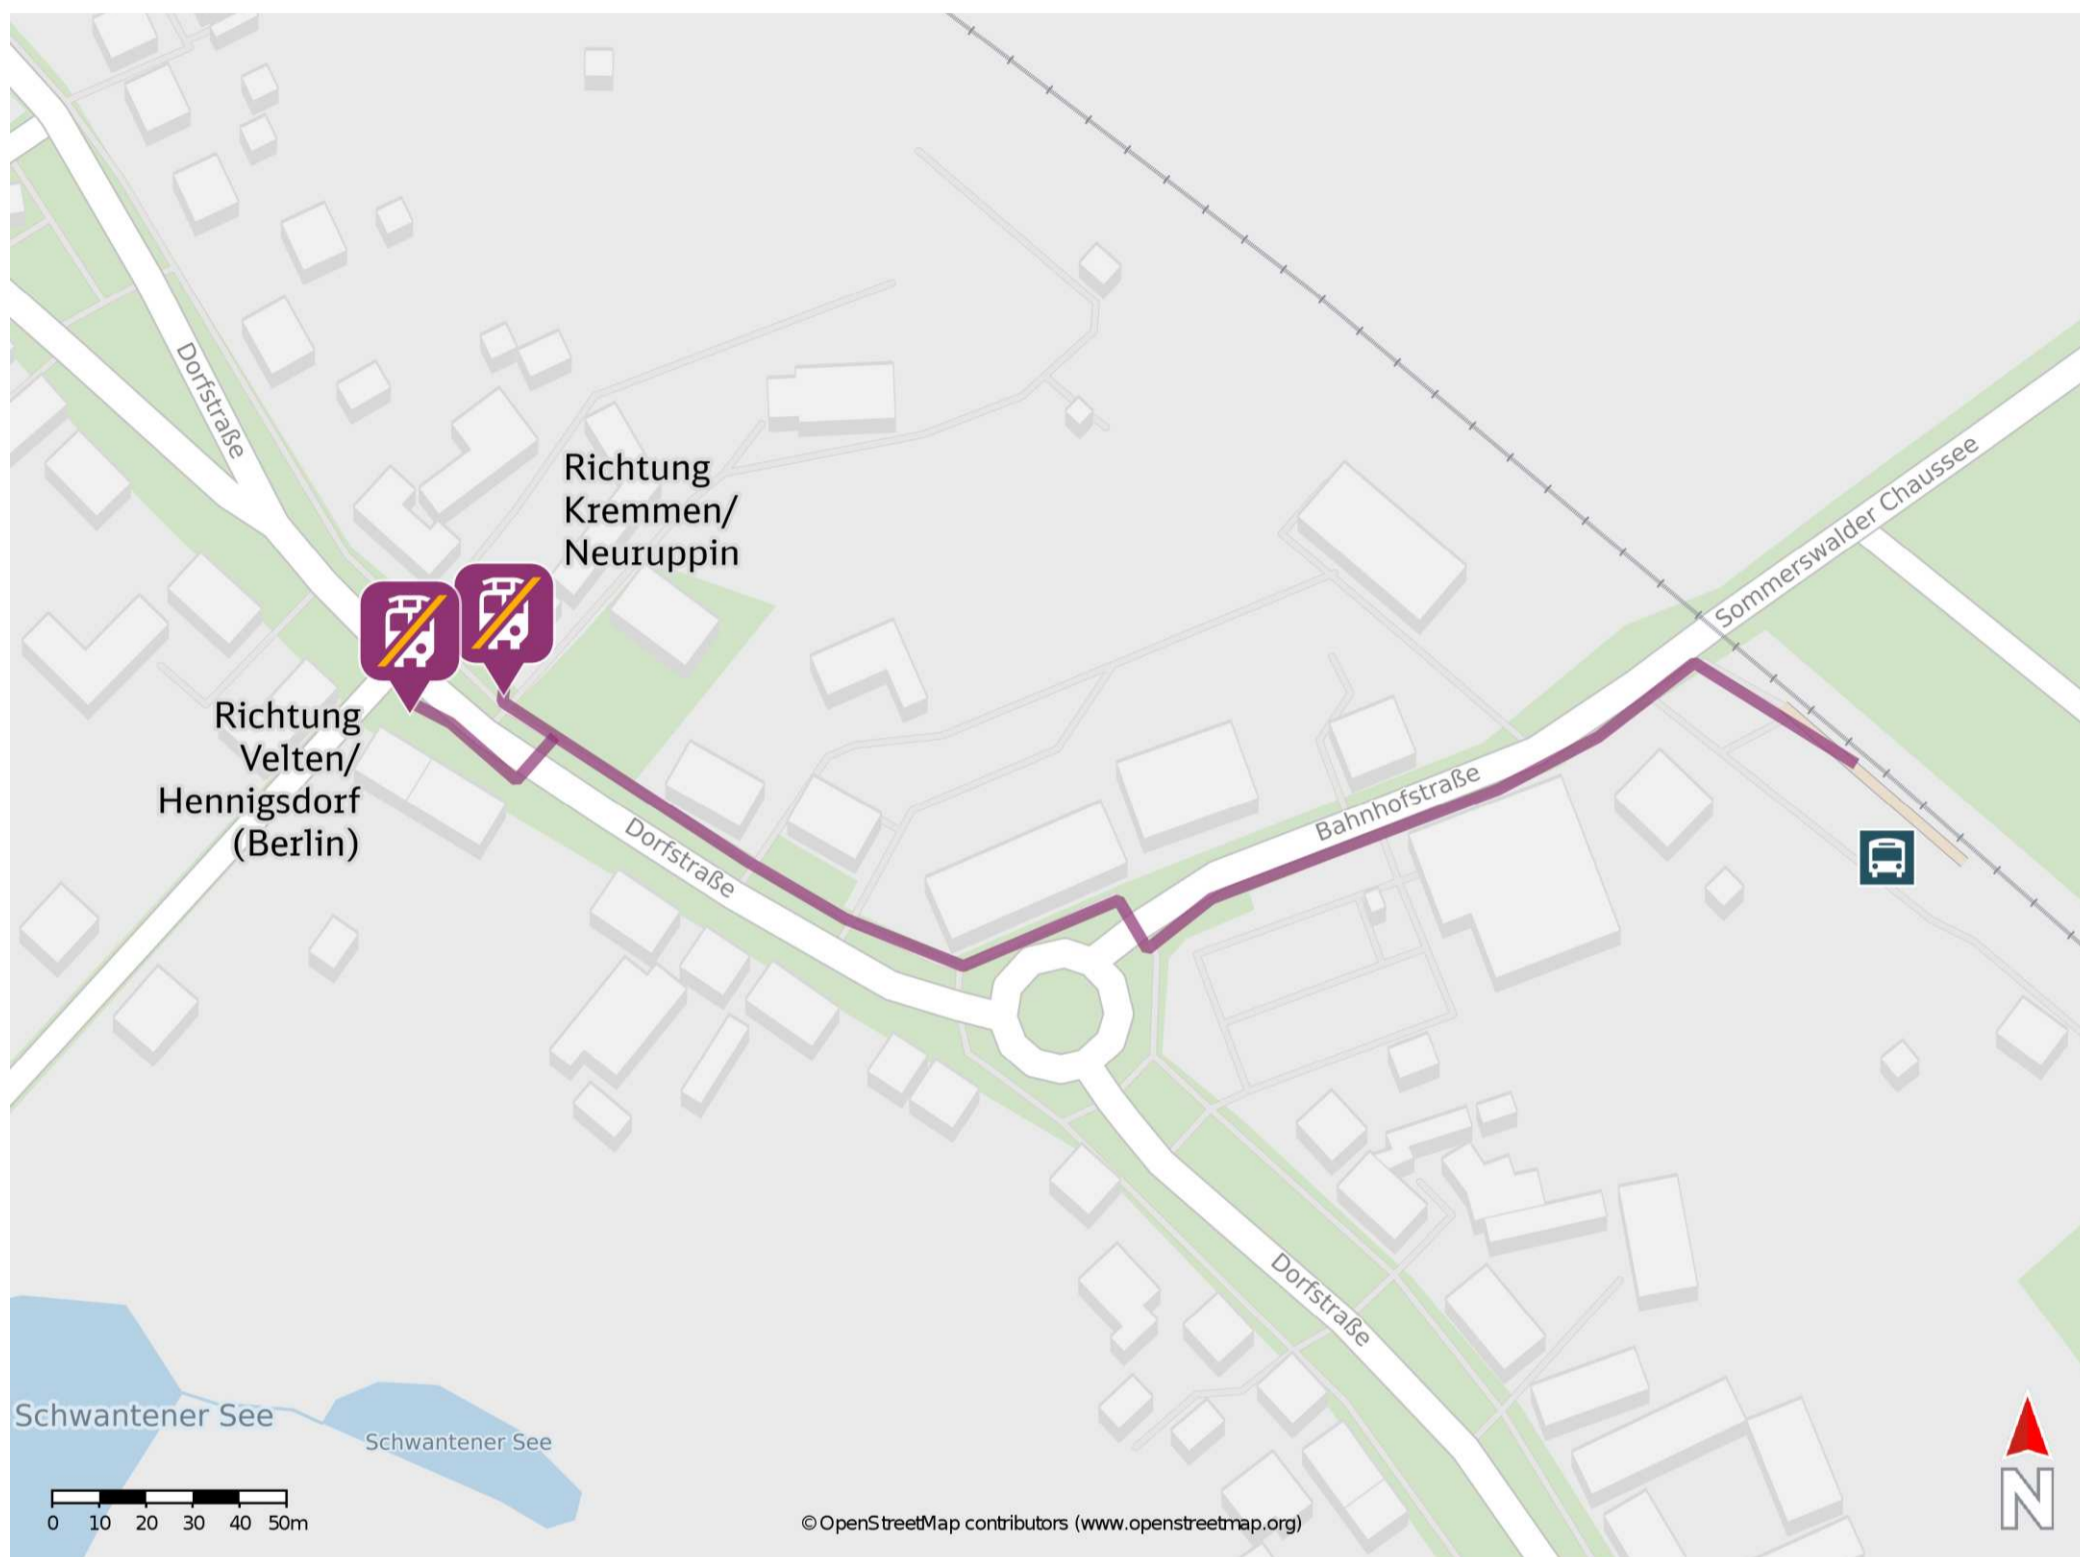 Dorfstraße
Richtung
Kremmen/
Neuruppin
Sommerswalder Chaussee
Richtung
Velten/
Hennigsdorf
(Berlin)
Bahnhofstraße
Dorfstraße
Dorfstraße
Schwantener See
Schwantener See
0 10 20 30 40 50m
© OpenStreetMap contributors (www.openstreetmap.org)
N